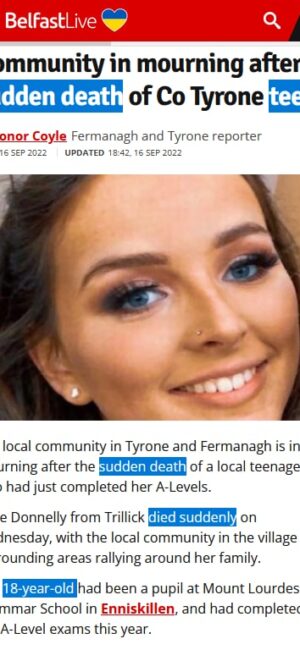 BelfastLive
ommunity in mourning after
dden death of Co Tyrone tee
onor Coyle Fermanagh and Tyrone reporter
16 SEP 2022 UPDATED 18:42, 16 SEP 2022
local community in Tyrone and Fermanagh is in
urning after the sudden death of a local teenage
o had just completed her A-Levels.
e Donnelly from Trillick died suddenly on
dnesday, with the local community in the village
rounding areas rallying around her family.
18-year-old had been a pupil at Mount Lourdes
mmar School in Enniskillen, and had completed
A-Level exams this year.